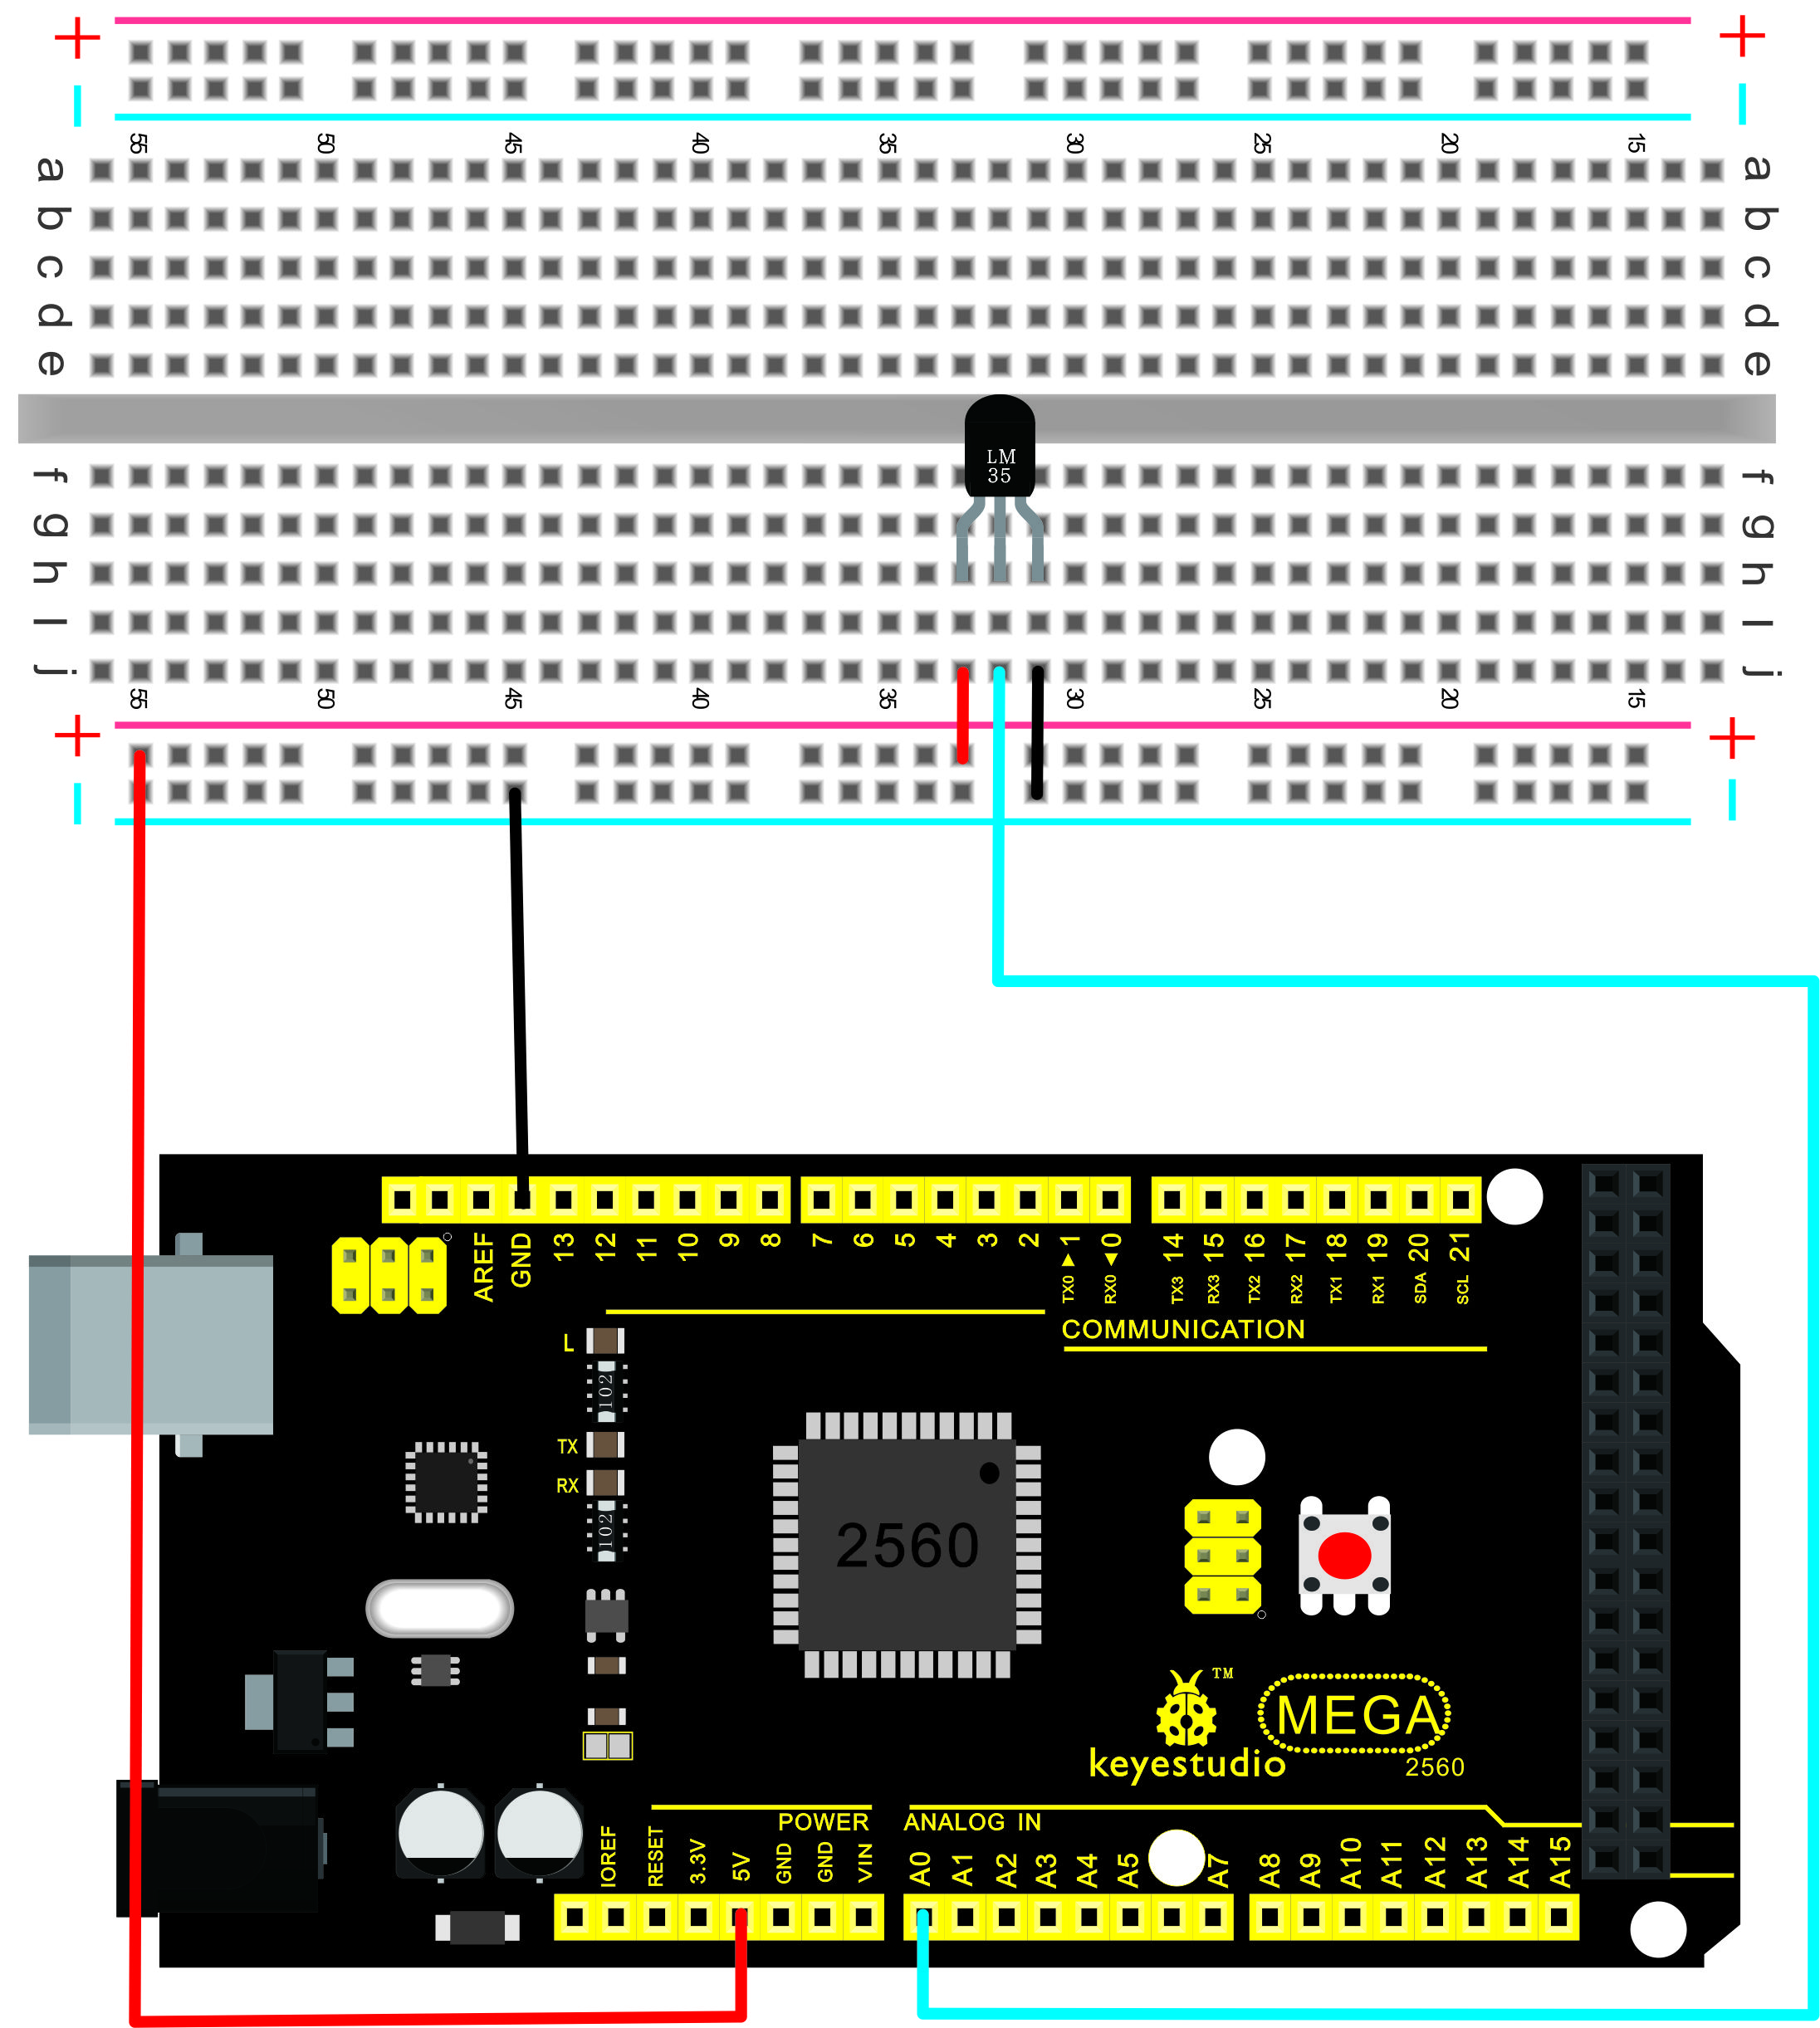 + +
- -
55 50 45 40 35 30 25 20 15
a a
b b
c c
d d
e e
LM
35
f f
g g
h h
I I
j j
55 50 45 40 35 30 25 20 15
+ +
- -
AREF GND 13 12 11 10 9 8 7 6 5 4 3 2 1 0 14 15 16 17 18 19 20 21
TX0 RX0 TX3 RX3 TX2 RX2 TX1 RX1 SDA SCL
COMMUNICATION
L
102
TX
RX
102
2560
TM
MEGA
keyestudio
2560
POWER ANALOG IN
IOREF RESET 3.3V 5V GND GND VIN A0 A1 A2 A3 A4 A5 A7 A8 A9 A10 A11 A12 A13 A14 A15